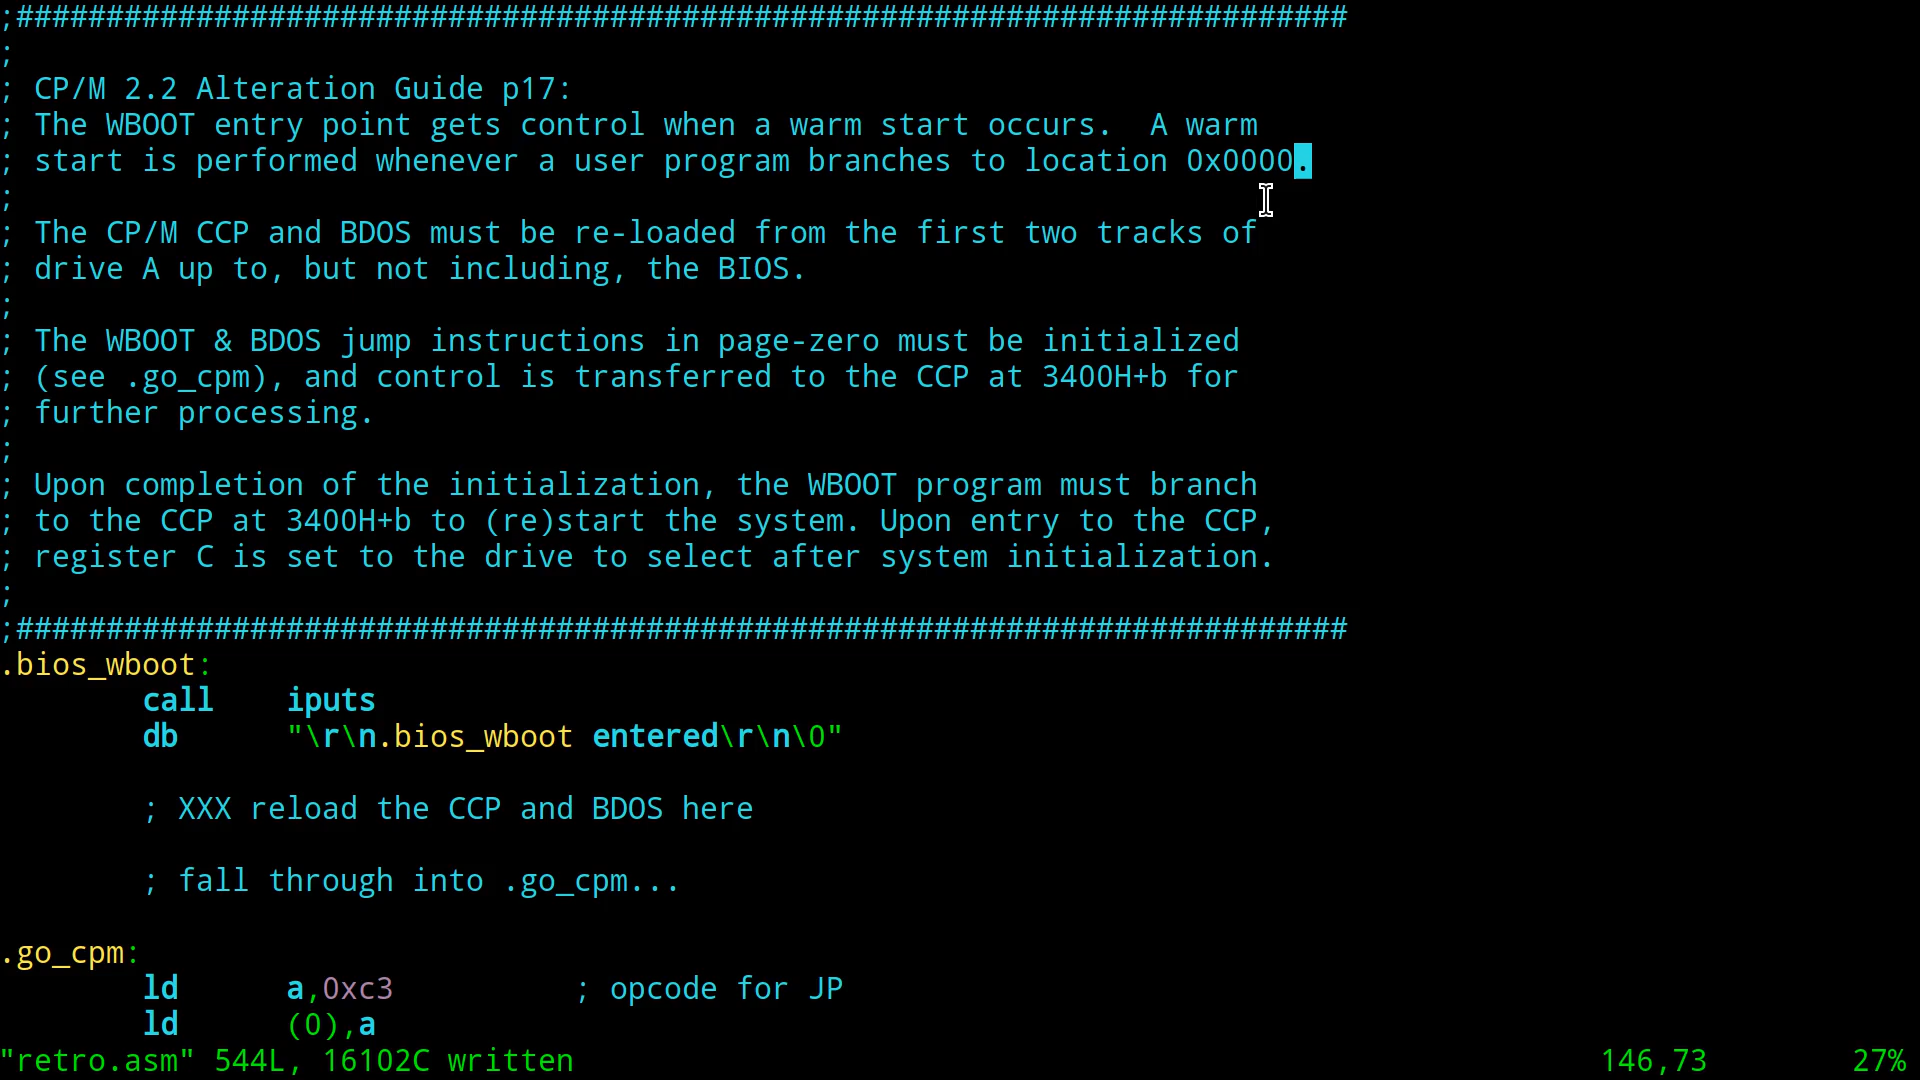 ;##########################################################################
;
; CP/M 2.2 Alteration Guide p17:
; The WBOOT entry point gets control when a warm start occurs.  A warm
; start is performed whenever a user program branches to location 0x0000.
;
; The CP/M CCP and BDOS must be re-loaded from the first two tracks of
; drive A up to, but not including, the BIOS.
;
; The WBOOT & BDOS jump instructions in page-zero must be initialized
; (see .go_cpm), and control is transferred to the CCP at 3400H+b for
; further processing.
;
; Upon completion of the initialization, the WBOOT program must branch
; to the CCP at 3400H+b to (re)start the system. Upon entry to the CCP,
; register C is set to the drive to select after system initialization.
;
;##########################################################################
.bios_wboot:
        call    iputs
        db      "\r\n.bios_wboot entered\r\n\0"
        ; XXX reload the CCP and BDOS here
        ; fall through into .go_cpm...
.go_cpm:
        ld      a,0xc3          ; opcode for JP
        ld      (0),a
"retro.asm" 544L, 16102C written                146,73        27%